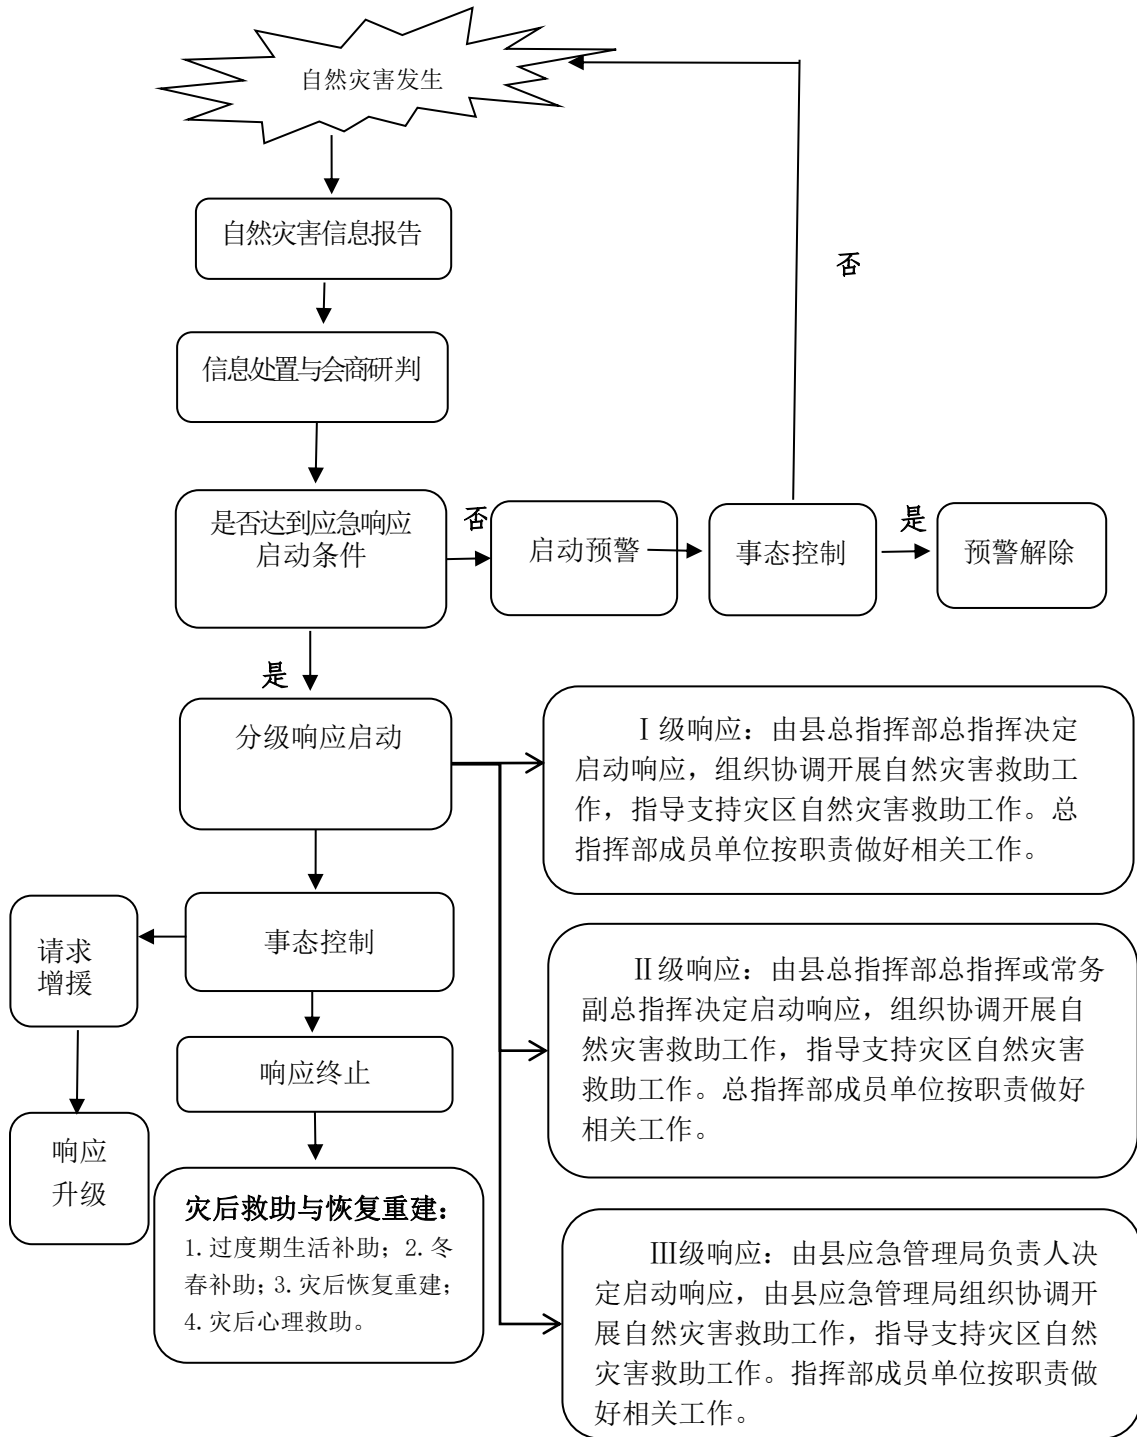 自然灾害发生
自然灾害信息报告
否
信息处置与会商研判
是否达到应急响应
启动条件
否
启动预警
事态控制
是
预警解除
是
分级响应启动
Ⅰ级响应：由县总指挥部总指挥决定
启动响应，组织协调开展自然灾害救助工
作，指导支持灾区自然灾害救助工作。总
指挥部成员单位按职责做好相关工作。
请求
增援
事态控制
Ⅱ级响应：由县总指挥部总指挥或常务
副总指挥决定启动响应，组织协调开展自
然灾害救助工作，指导支持灾区自然灾害
救助工作。总指挥部成员单位按职责做好
相关工作。
响应终止
响应
升级
灾后救助与恢复重建：
1.过度期生活补助；2.冬
春补助；3.灾后恢复重建；
4.灾后心理救助。
Ⅲ级响应：由县应急管理局负责人决
定启动响应，由县应急管理局组织协调开
展自然灾害救助工作，指导支持灾区自然
灾害救助工作。指挥部成员单位按职责做
好相关工作。